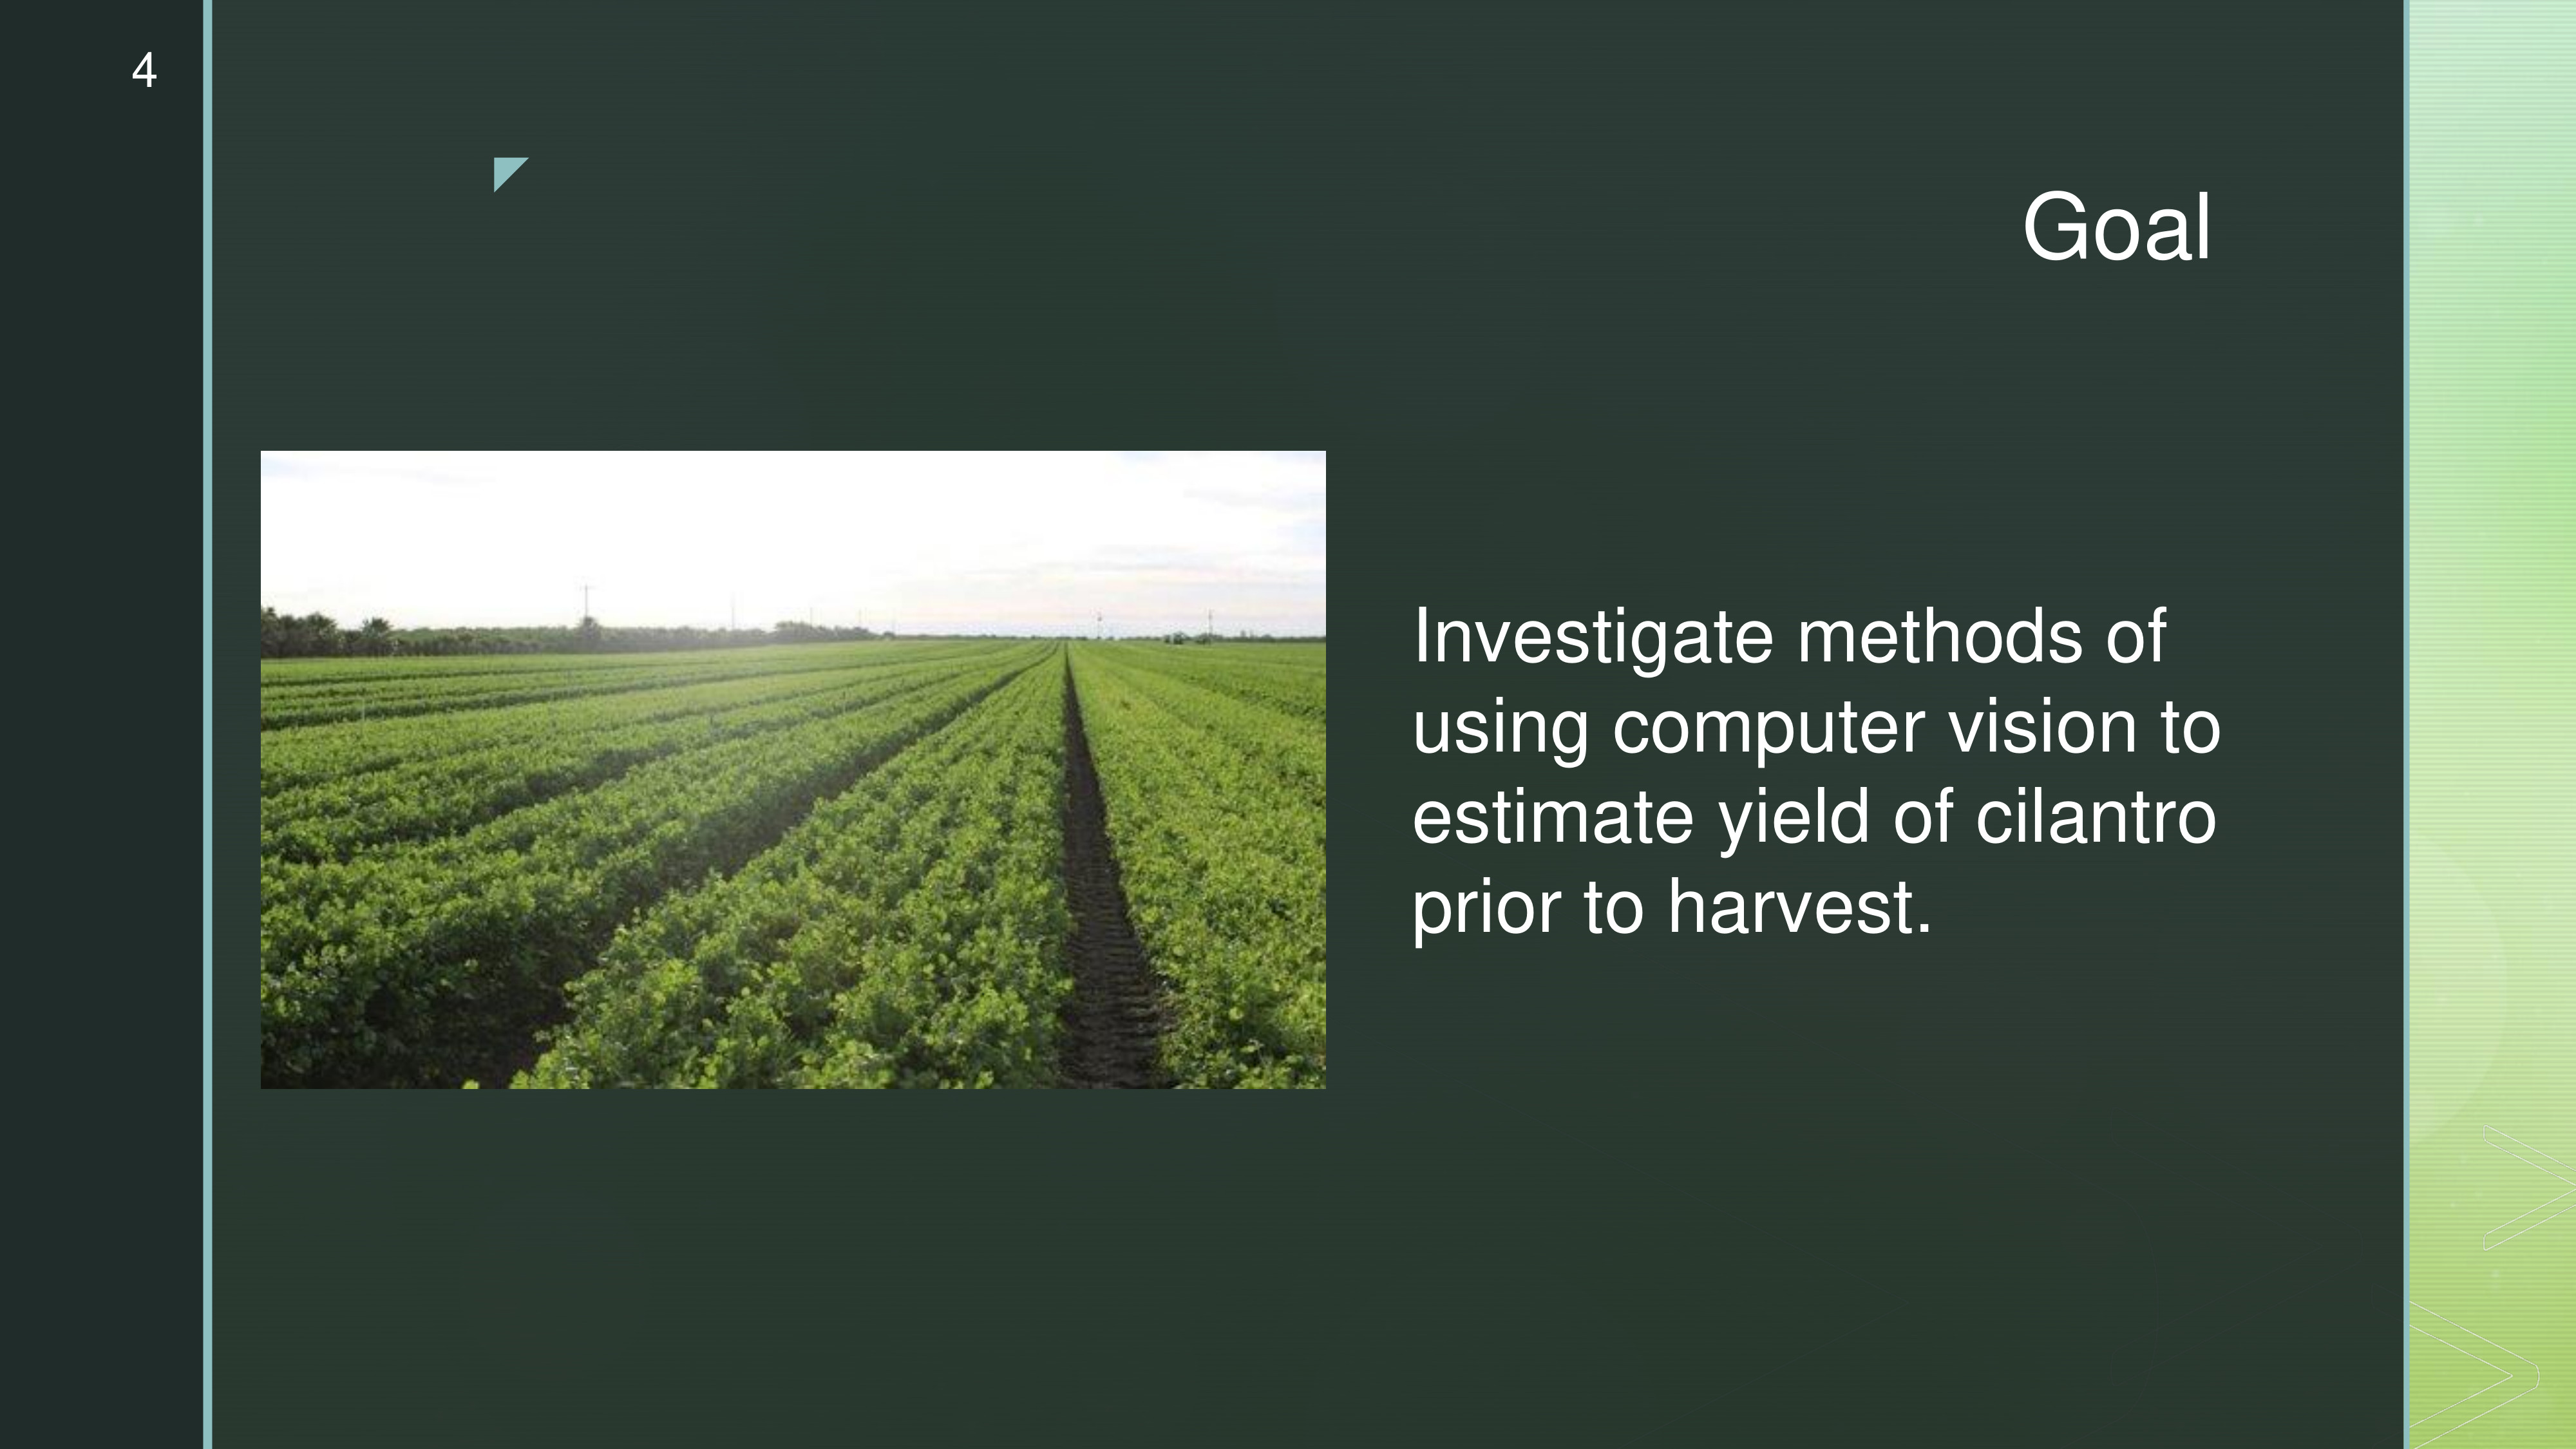 4
Goal
Investigate methods of
using computer vision to
estimate yield of cilantro
prior to harvest.